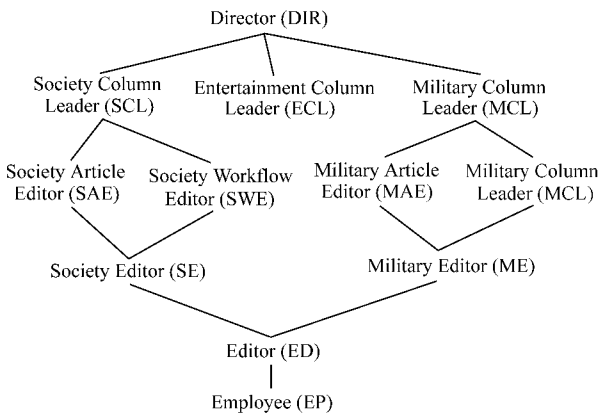 Director (DIR)
Society Column
Leader (SCL)
Entertainment Column
Leader (ECL)
Military Column
Leader (MCL)
Society Article
Editor (SAE)
Society Workflow
Editor (SWE)
Military Article
Editor (MAE)
Military Column
Leader (MCL)
Society Editor (SE)
Military Editor (ME)
Editor (ED)
Employee (EP)